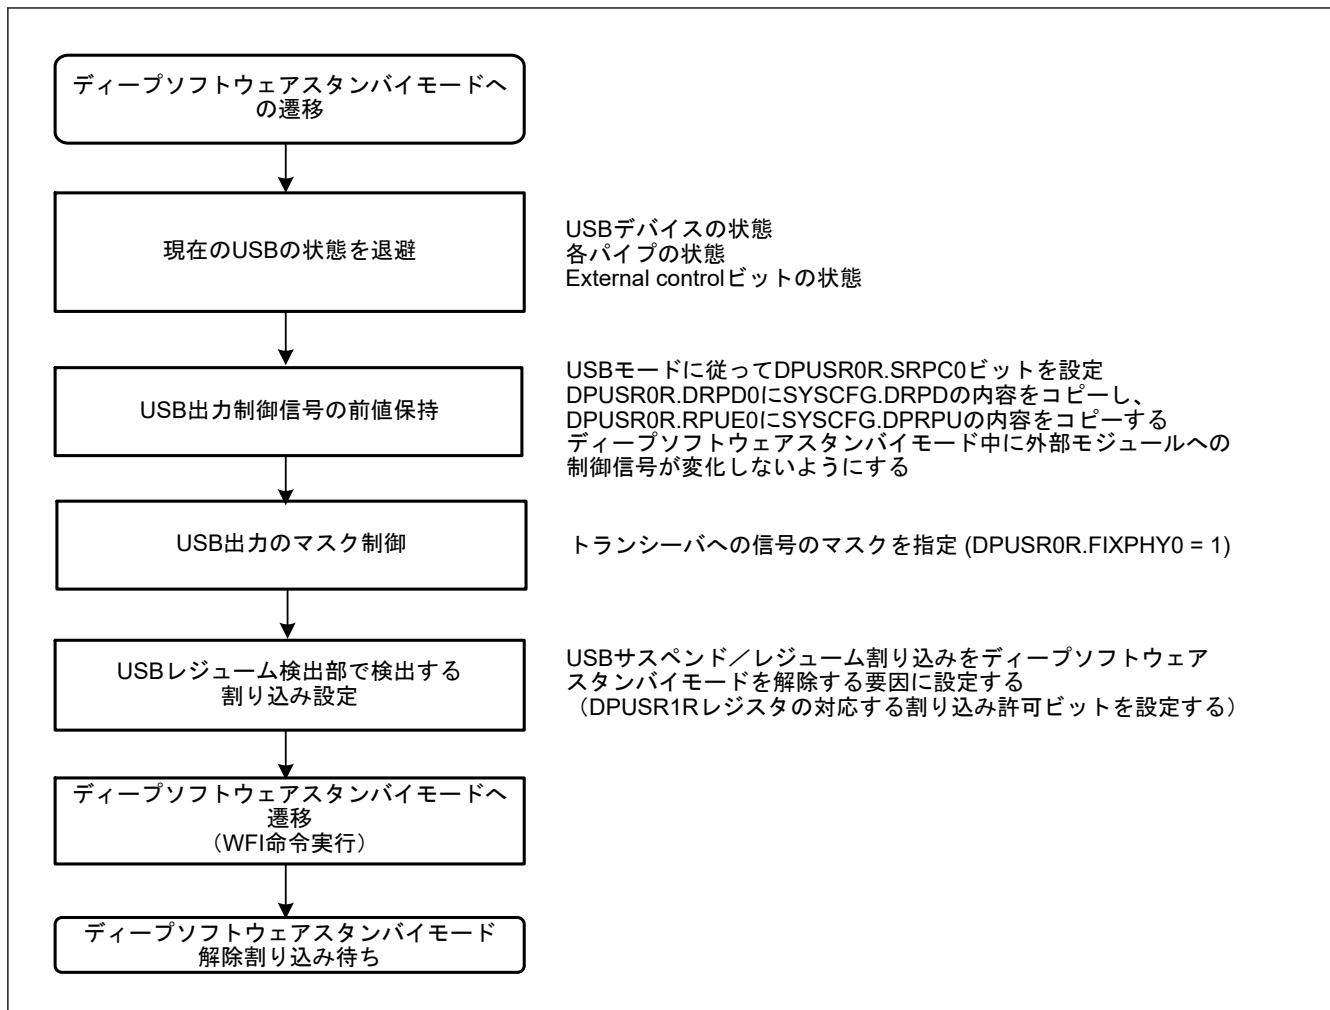 ディープソフトウェアスタンバイモードへ
の遷移
現在のUSBの状態を退避
USBデバイスの状態
各パイプの状態
External controlビットの状態
USB出力制御信号の前値保持
USBモードに従ってDPUSR0R.SRPC0ビットを設定
DPUSR0R.DRPD0にSYSCFG.DRPDの内容をコピーし、
DPUSR0R.RPUE0にSYSCFG.DPRPUの内容をコピーする
ディープソフトウェアスタンバイモード中に外部モジュールへの
制御信号が変化しないようにする
USB出力のマスク制御
トランシーバへの信号のマスクを指定 (DPUSR0R.FIXPHY0 = 1)
USBレジューム検出部で検出する
割り込み設定
USBサスペンド／レジューム割り込みをディープソフトウェア
スタンバイモードを解除する要因に設定する
（DPUSR1Rレジスタの対応する割り込み許可ビットを設定する）
ディープソフトウェアスタンバイモードへ
遷移
（WFI命令実行）
ディープソフトウェアスタンバイモード
解除割り込み待ち